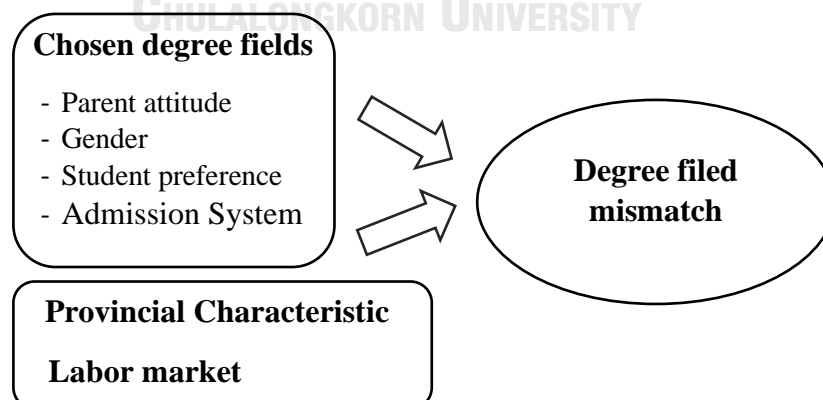 CHULALONGKORN UNIVERSITY
Chosen degree fields
- Parent attitude
- Gender
- Student preference
- Admission System
Degree filed
mismatch
Provincial Characteristic
Labor market